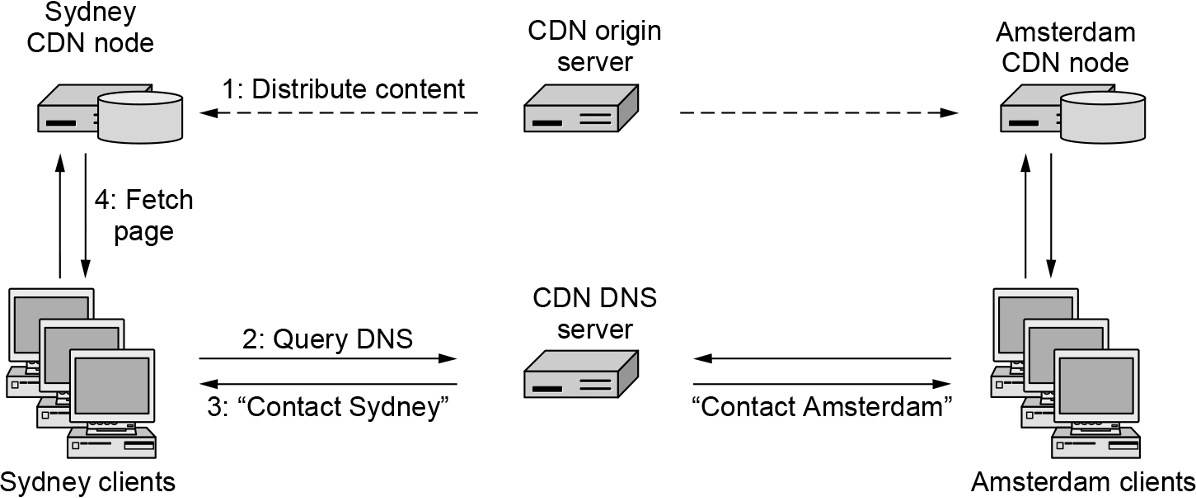 Sydney
CDN node
CDN origin
server
Amsterdam
CDN node
1: Distribute content
4: Fetch
page
CDN DNS
server
2: Query DNS
3: “Contact Sydney”
“Contact Amsterdam”
Sydney clients
Amsterdam clients